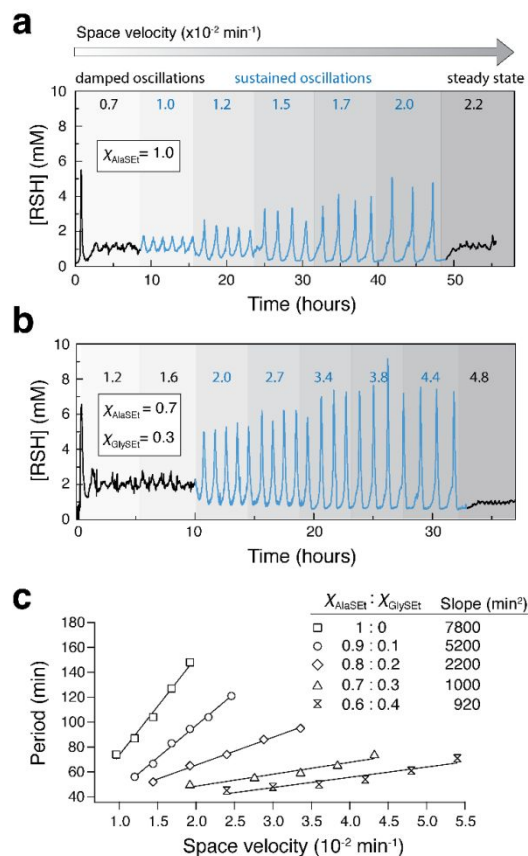 a
Space velocity (x10⁻² min⁻¹)
damped oscillations sustained oscillations steady state
0.7 1.0 1.2 1.5 1.7 2.0 2.2
χAlaSEt = 1.0
[RSH] (mM)
10
8
6
4
2
0
0 10 20 30 40 50
Time (hours)
b
1.2 1.6 2.0 2.7 3.4 3.8 4.4 4.8
χAlaSEt = 0.7
χGlySEt = 0.3
[RSH] (mM)
10
8
6
4
2
0
0 10 20 30
Time (hours)
c
χAlaSEt : χGlySEt Slope (min²)
1 : 0 7800
0.9 : 0.1 5200
0.8 : 0.2 2200
0.7 : 0.3 1000
0.6 : 0.4 920
Period (min)
180
160
140
120
100
80
60
40
1.0 1.5 2.0 2.5 3.0 3.5 4.0 4.5 5.0 5.5
Space velocity (10⁻² min⁻¹)